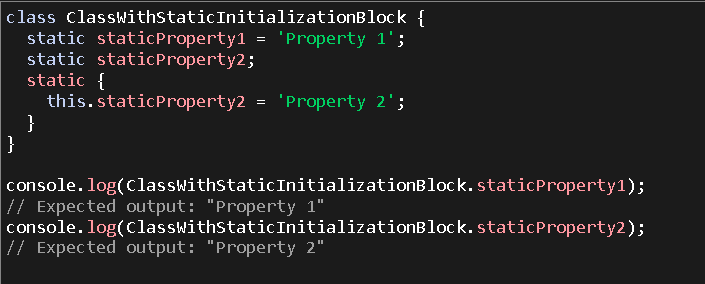 class ClassWithStaticInitializationBlock {
  static staticProperty1 = 'Property 1';
  static staticProperty2;
  static {
    this.staticProperty2 = 'Property 2';
  }
}

console.log(ClassWithStaticInitializationBlock.staticProperty1);
// Expected output: "Property 1"
console.log(ClassWithStaticInitializationBlock.staticProperty2);
// Expected output: "Property 2"